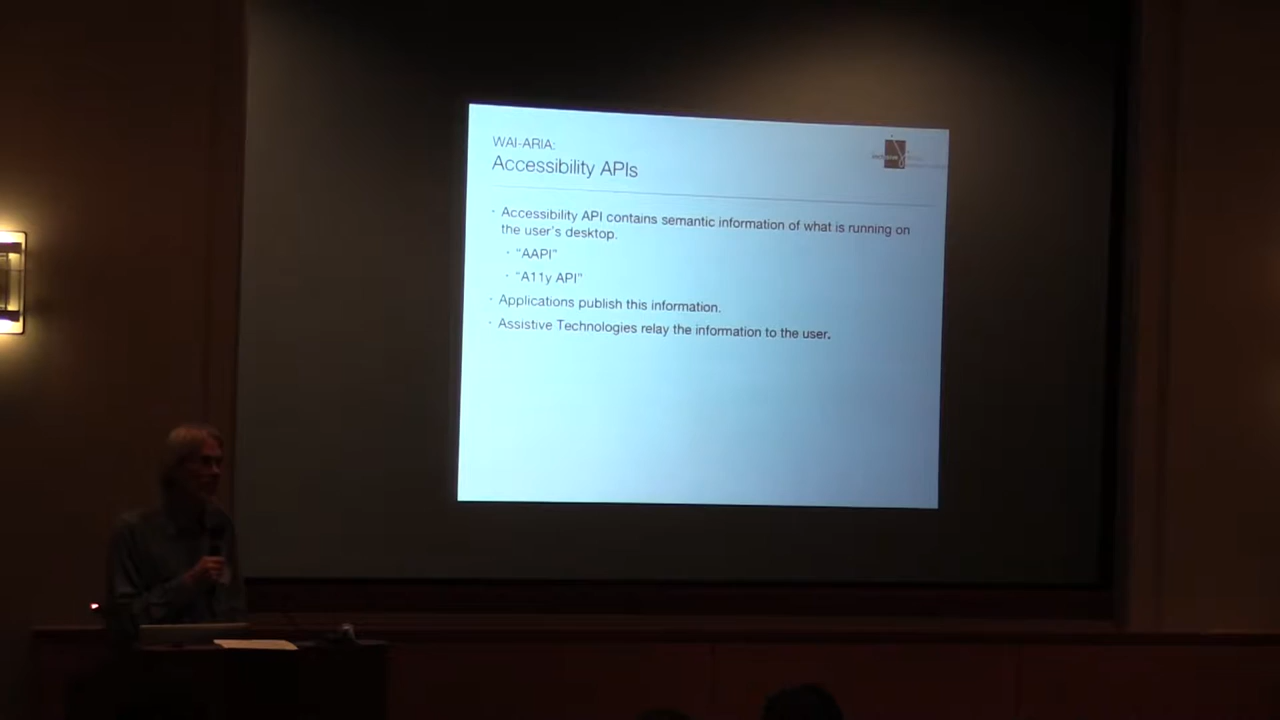 WAI-ARIA:
Accessibility APIs
· Accessibility API contains semantic information of what is running on
the user's desktop.
· "AAPI"
· "A11y API"
· Applications publish this information.
· Assistive Technologies relay the information to the user.